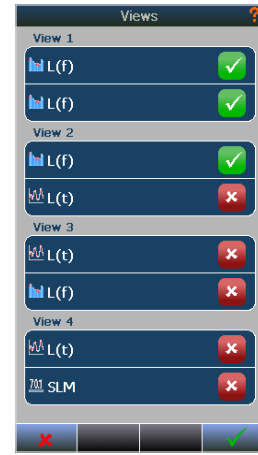 Views ?
View 1
L(f)
L(f)
View 2
L(f)
L(t)
View 3
L(t)
L(f)
View 4
L(t)
70.1 SLM